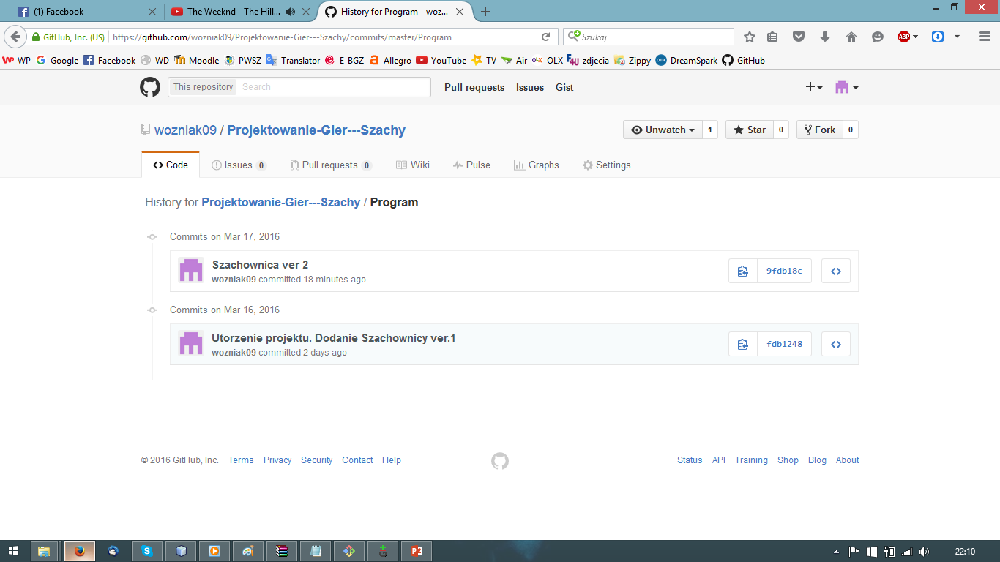 (1) Facebook
The Weeknd - The Hill...
History for Program - woz...
GitHub, Inc. (US)
https://github.com/wozniak09/Projektowanie-Gier---Szachy/commits/master/Program
Szukaj
ABP
WP
Google
Facebook
WD
Moodle
PWSZ
Translator
E-BGŻ
Allegro
YouTube
TV
Air
OLX
zdjecia
Zippy
DreamSpark
GitHub
This repository
Search
Pull requests
Issues
Gist
wozniak09 / Projektowanie-Gier---Szachy
Unwatch
1
Star
0
Fork
0
Code
Issues 0
Pull requests 0
Wiki
Pulse
Graphs
Settings
History for Projektowanie-Gier---Szachy / Program
Commits on Mar 17, 2016
Szachownica ver 2
wozniak09 committed 18 minutes ago
9fdb18c
Commits on Mar 16, 2016
Utorzenie projektu. Dodanie Szachownicy ver.1
wozniak09 committed 2 days ago
fdb1248
© 2016 GitHub, Inc.
Terms
Privacy
Security
Contact
Help
Status
API
Training
Shop
Blog
About
22:10